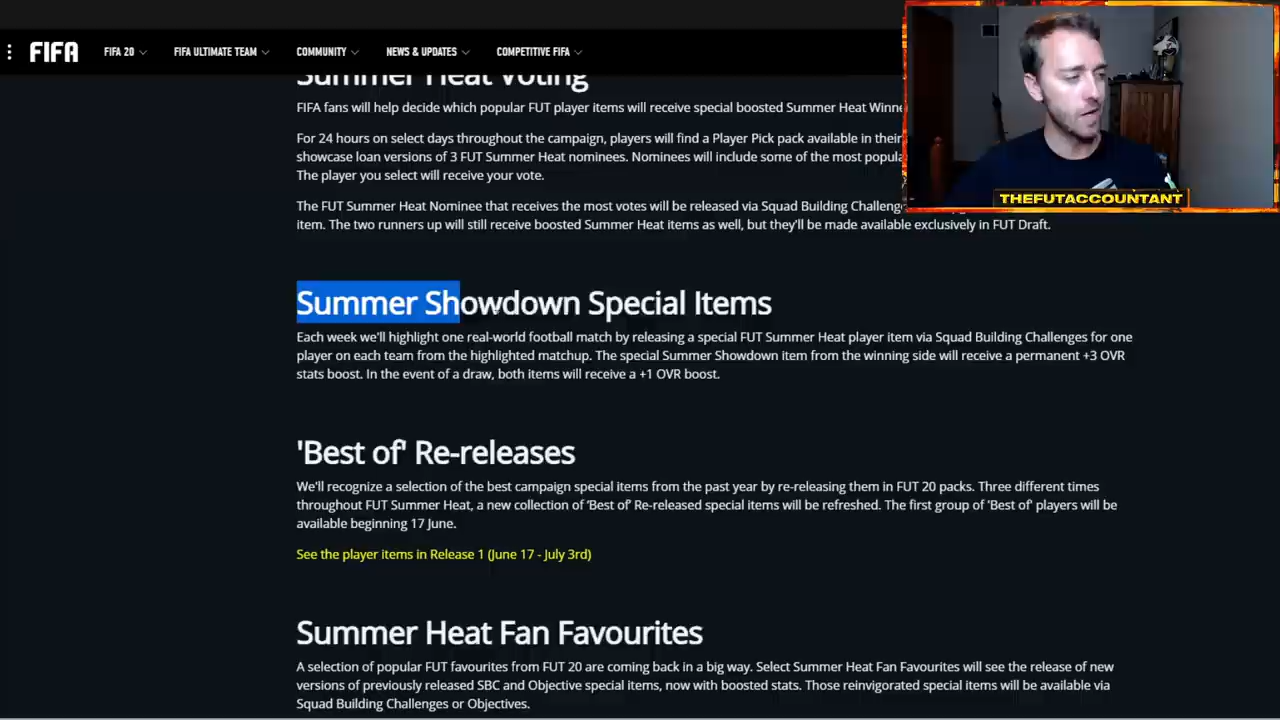 FIFA FIFA 20 FIFA ULTIMATE TEAM COMMUNITY NEWS & UPDATES COMPETITIVE FIFA
Summer Heat Voting
FIFA fans will help decide which popular FUT player items will receive special boosted Summer Heat Winne
For 24 hours on select days throughout the campaign, players will find a Player Pick pack available in their
showcase loan versions of 3 FUT Summer Heat nominees. Nominees will include some of the most popula
The player you select will receive your vote.
The FUT Summer Heat Nominee that receives the most votes will be released via Squad Building Challeng
item. The two runners up will still receive boosted Summer Heat items as well, but they'll be made available exclusively in FUT Draft.
THEFUTACCOUNTANT
Summer Showdown Special Items
Each week we'll highlight one real-world football match by releasing a special FUT Summer Heat player item via Squad Building Challenges for one
player on each team from the highlighted matchup. The special Summer Showdown item from the winning side will receive a permanent +3 OVR
stats boost. In the event of a draw, both items will receive a +1 OVR boost.
'Best of' Re-releases
We'll recognize a selection of the best campaign special items from the past year by re-releasing them in FUT 20 packs. Three different times
throughout FUT Summer Heat, a new collection of 'Best of' Re-released special items will be refreshed. The first group of 'Best of' players will be
available beginning 17 June.
See the player items in Release 1 (June 17 - July 3rd)
Summer Heat Fan Favourites
A selection of popular FUT favourites from FUT 20 are coming back in a big way. Select Summer Heat Fan Favourites will see the release of new
versions of previously released SBC and Objective special items, now with boosted stats. Those reinvigorated special items will be available via
Squad Building Challenges or Objectives.